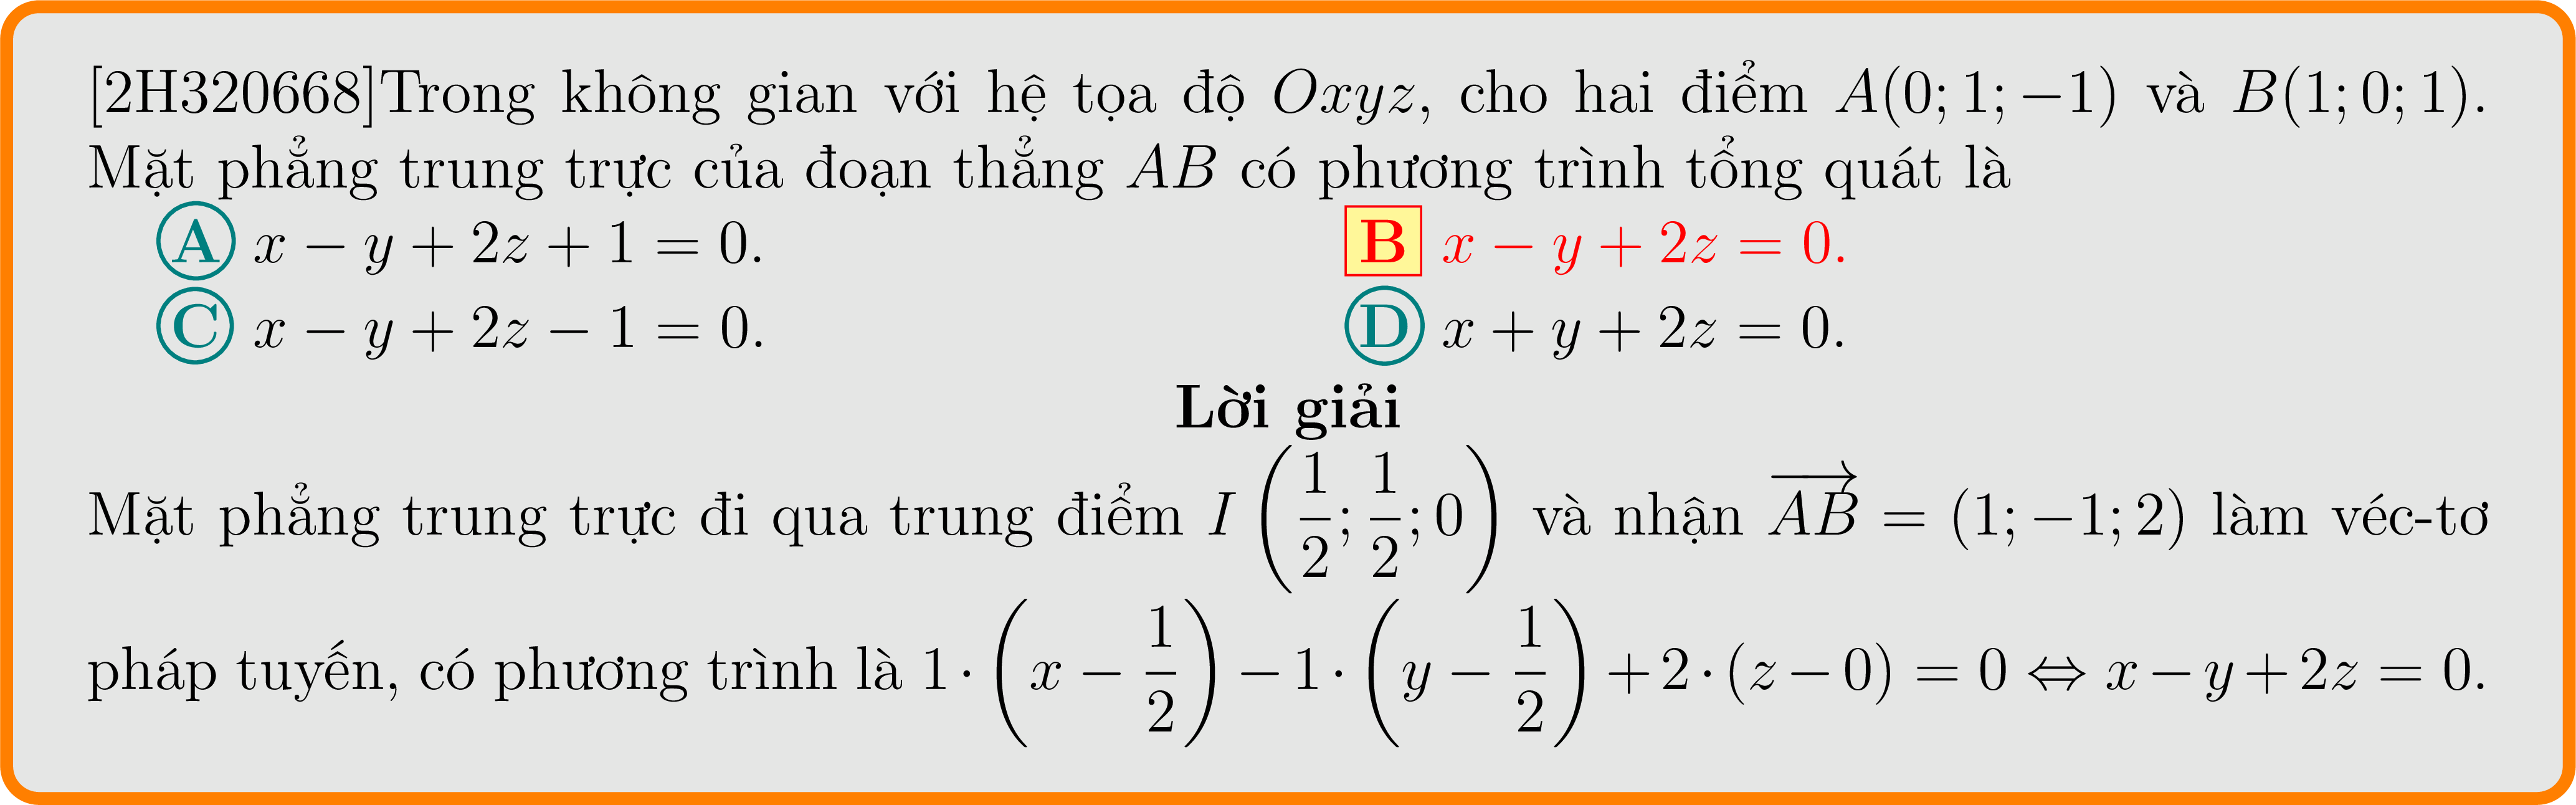 [2H320668]Trong không gian với hệ tọa độ Oxyz, cho hai điểm A(0; 1; −1) và B(1; 0; 1).
Mặt phẳng trung trực của đoạn thẳng AB có phương trình tổng quát là
A x − y + 2z + 1 = 0. B x − y + 2z = 0.
C x − y + 2z − 1 = 0. D x + y + 2z = 0.
Lời giải
Mặt phẳng trung trực đi qua trung điểm $I\left(\dfrac{1}{2}; \dfrac{1}{2}; 0\right)$ và nhận $\overrightarrow{AB} = (1; -1; 2)$ làm véc-tơ
pháp tuyến, có phương trình là $1 \cdot \left(x - \dfrac{1}{2}\right) - 1 \cdot \left(y - \dfrac{1}{2}\right) + 2 \cdot (z - 0) = 0 \Leftrightarrow x - y + 2z = 0.$